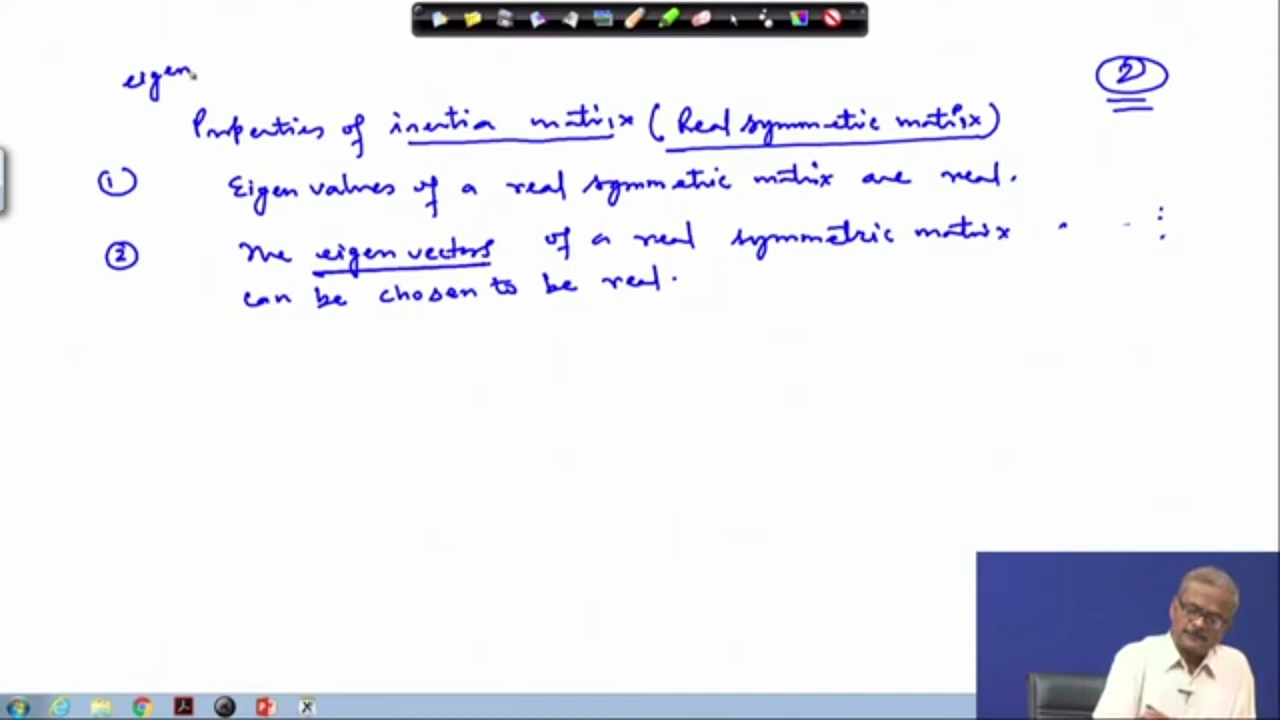 eigen
②
Properties of inertia matrix (Real symmetric matrix)
① Eigen values of a real symmetric matrix are real.
② The eigen vectors of a real symmetric matrix
can be chosen to be real.